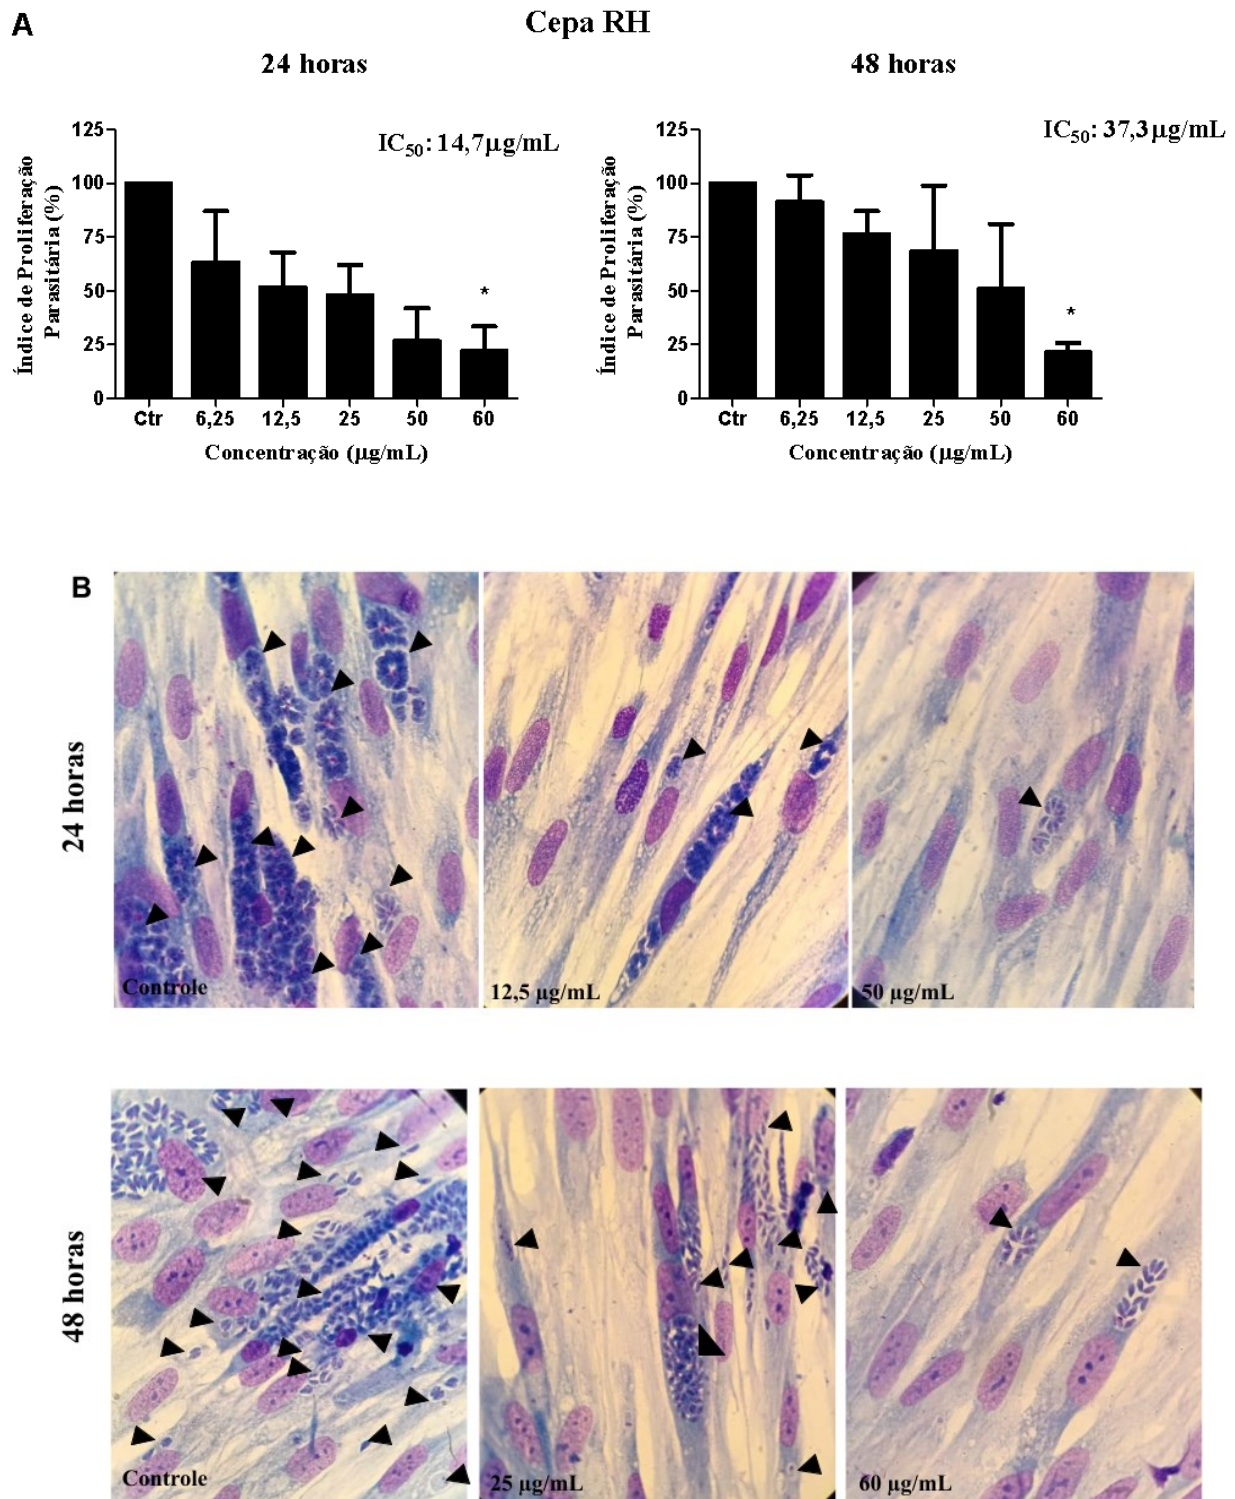 A
Cepa RH
24 horas
48 horas
IC50: 14,7µg/mL
Índice de Proliferação
Parasitária (%)
125
100
75
50
25
0
*
Ctr 6,25 12,5 25 50 60
Concentração (µg/mL)
IC50: 37,3µg/mL
Índice de Proliferação
Parasitária (%)
125
100
75
50
25
0
*
Ctr 6,25 12,5 25 50 60
Concentração (µg/mL)
B
24 horas
Controle
12,5 µg/mL
50 µg/mL
48 horas
Controle
25 µg/mL
60 µg/mL